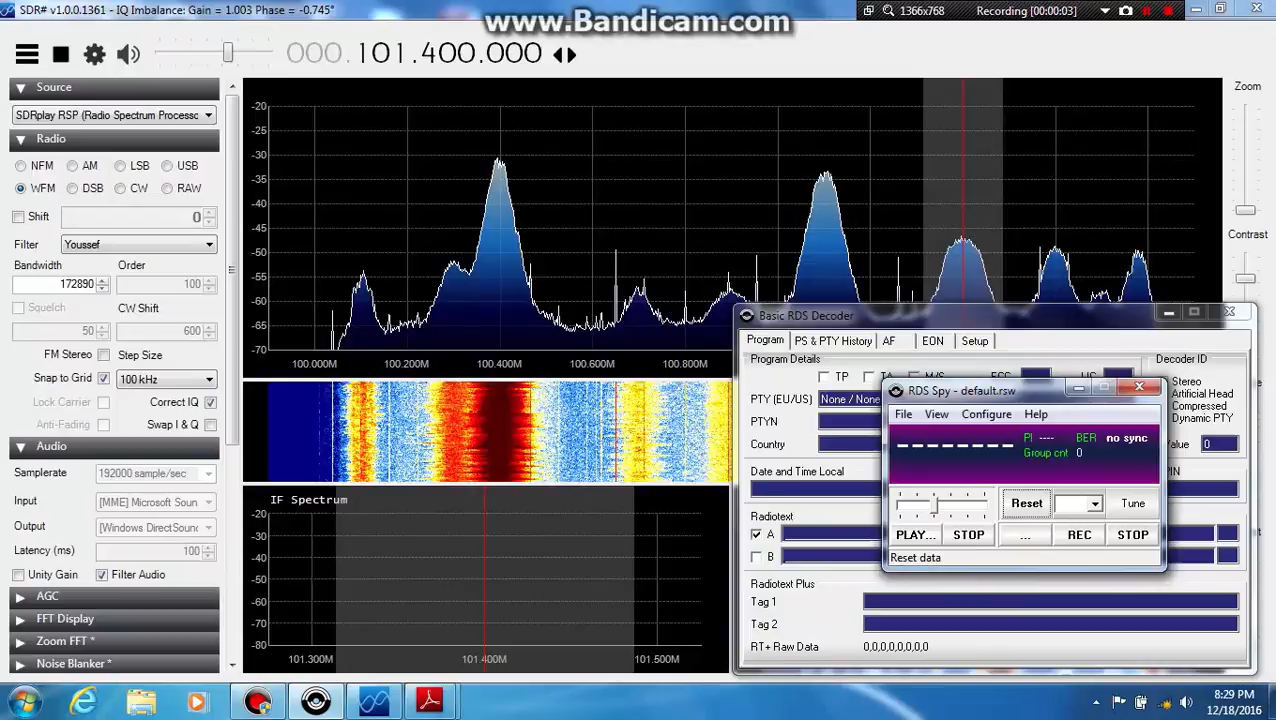 SDR# v1.0.0.1361 - IQ Imbalance: Gain = 1.003 Phase = -0.745°
www.Bandicam.com
1366x768
Recording [00:00:03]
000.101.400.000
Source
SDRplay RSP (Radio Spectrum Processo
Radio
NFM AM LSB USB
WFM DSB CW RAW
Shift 0
Filter Youssef
Bandwidth Order
172890 100
Squelch CW Shift
50 600
FM Stereo Step Size
Snap to Grid 100 kHz
Lock Carrier Correct IQ
Anti-Fading Swap I & Q
Audio
Samplerate 192000 sample/sec
Input [MME] Microsoft Soun
Output [Windows DirectSound
Latency (ms) 100
Unity Gain Filter Audio
AGC
FFT Display
Zoom FFT *
Noise Blanker *
-20
-30
-35
-40
-45
-50
-55
-60
-65
-70
100.000M 100.200M 100.400M 100.600M 100.800M
Zoom
Contrast
IF Spectrum
-20
-30
-40
-50
-60
-70
-80
101.300M 101.400M 101.500M
Basic RDS Decoder
Program PS & PTY History AF EON Setup
Program Details
TP TA M/S ECC LIC
PTY (EU/US) None / None
PTYN
Country
Date and Time Local
Radiotext
A
B
Radiotext Plus
Tag 1
Tag 2
RT+ Raw Data 0,0,0,0,0,0,0,0
Decoder ID
Stereo
Artificial Head
Compressed
Dynamic PTY
Value 0
RDS Spy - default.rsw
File View Configure Help
-------- PI ---- BER no sync
Group cnt 0
Reset Tune
PLAY... STOP ... REC STOP
Reset data
8:29 PM
12/18/2016